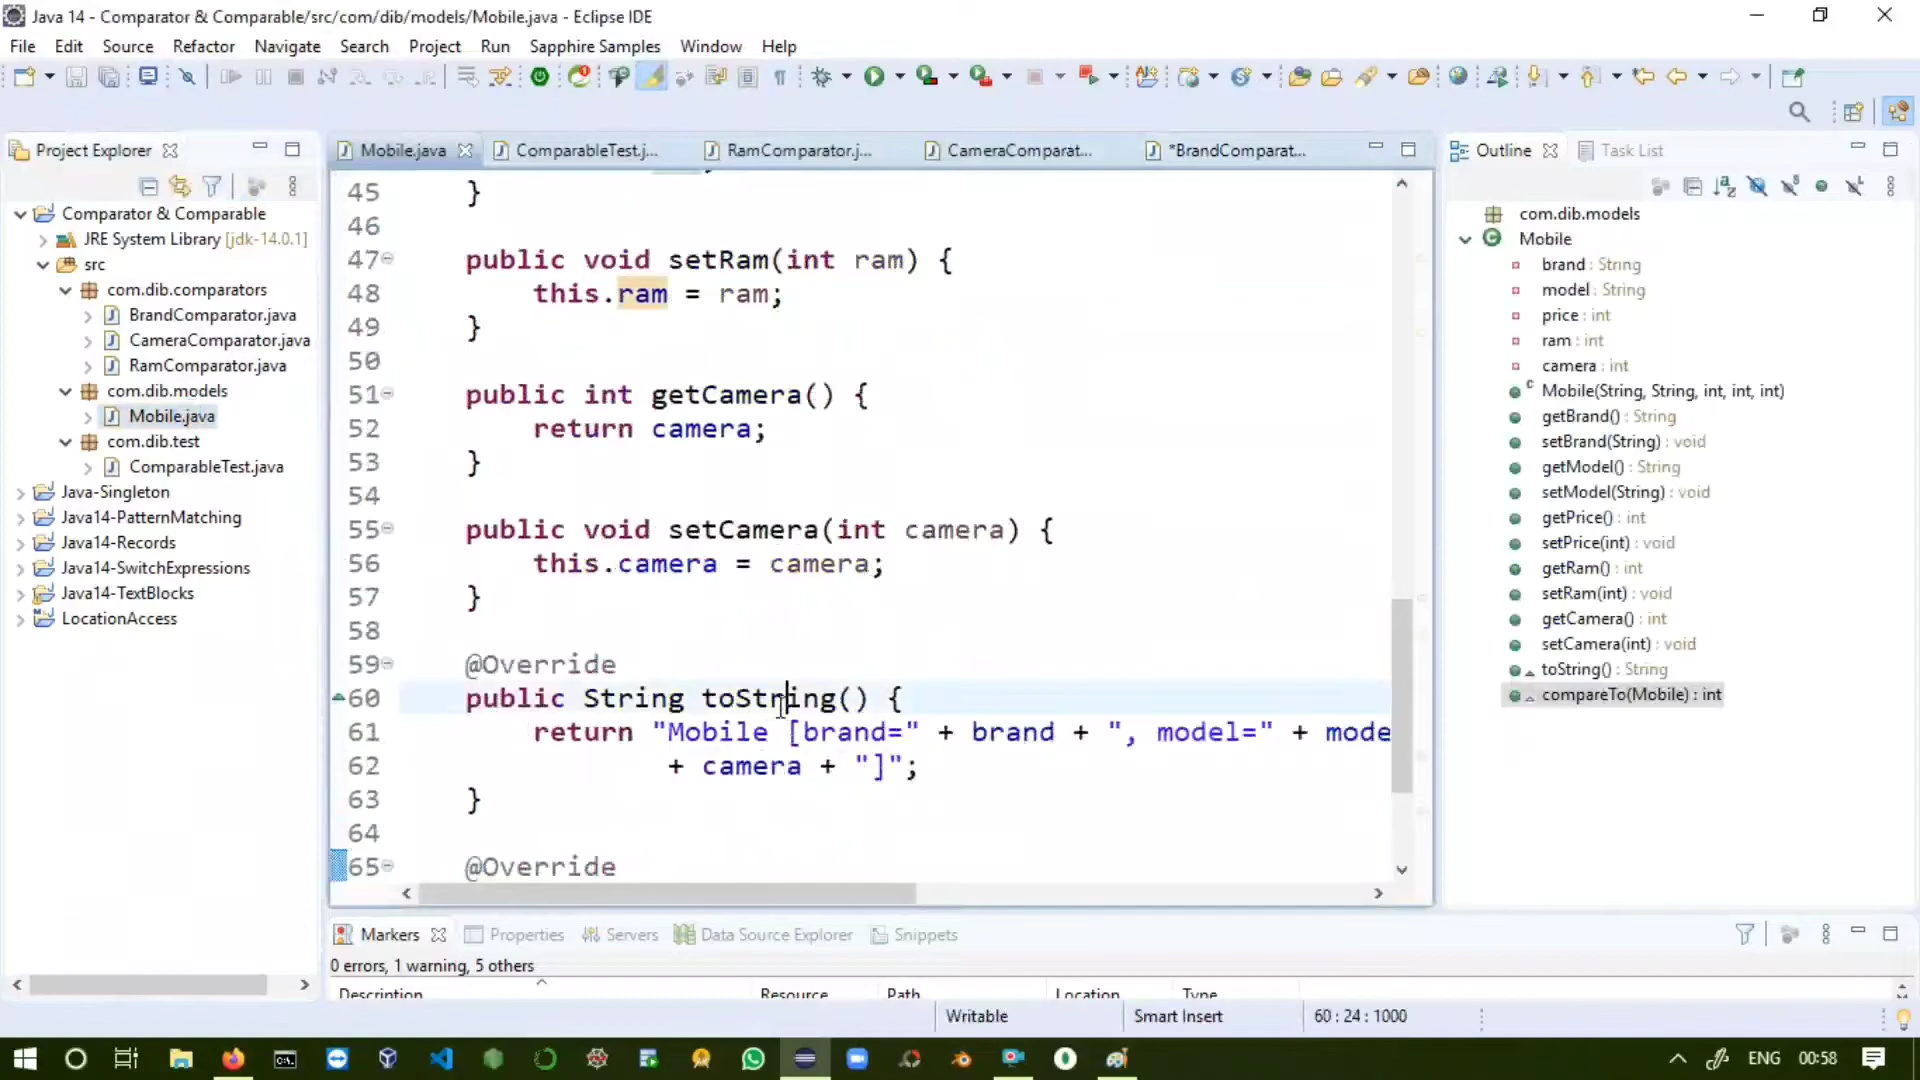 Java 14 - Comparator & Comparable/src/com/dib/models/Mobile.java - Eclipse IDE
File Edit Source Refactor Navigate Search Project Run Sapphire Samples Window Help
Project Explorer
Comparator & Comparable
JRE System Library [jdk-14.0.1]
src
com.dib.comparators
BrandComparator.java
CameraComparator.java
RamComparator.java
com.dib.models
Mobile.java
com.dib.test
ComparableTest.java
Java-Singleton
Java14-PatternMatching
Java14-Records
Java14-SwitchExpressions
Java14-TextBlocks
LocationAccess
Mobile.java ComparableTest.j... RamComparator.j... CameraComparat... *BrandComparat...
45 }
46
47 public void setRam(int ram) {
48 this.ram = ram;
49 }
50
51 public int getCamera() {
52 return camera;
53 }
54
55 public void setCamera(int camera) {
56 this.camera = camera;
57 }
58
59 @Override
60 public String toString() {
61 return "Mobile [brand=" + brand + ", model=" + mode
62 + camera + "]";
63 }
64
65 @Override
Outline Task List
com.dib.models
Mobile
brand : String
model : String
price : int
ram : int
camera : int
Mobile(String, String, int, int, int)
getBrand() : String
setBrand(String) : void
getModel() : String
setModel(String) : void
getPrice() : int
setPrice(int) : void
getRam() : int
setRam(int) : void
getCamera() : int
setCamera(int) : void
toString() : String
compareTo(Mobile) : int
Markers Properties Servers Data Source Explorer Snippets
0 errors, 1 warning, 5 others
Description Resource Path Location Type
Writable Smart Insert 60 : 24 : 1000
ENG 00:58